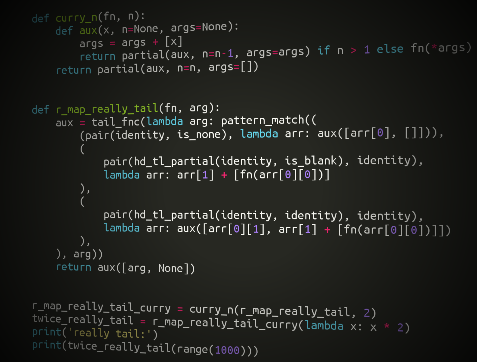 def curry_n(fn, n):
    def aux(x, n=None, args=None):
        args = args + [x]
        return partial(aux, n=n-1, args=args) if n > 1 else fn(*args)
    return partial(aux, n=n, args=[])
def r_map_really_tail(fn, arg):
    aux = tail_fnc(lambda arg: pattern_match((
        (pair(identity, is_none), lambda arr: aux([arr[0], []])),
        (
            pair(hd_tl_partial(identity, is_blank), identity),
            lambda arr: arr[1] + [fn(arr[0][0])]
        ),
        (
            pair(hd_tl_partial(identity, identity), identity),
            lambda arr: aux([arr[0][1], arr[1] + [fn(arr[0][0])]])
        ),
    ), arg))
    return aux([arg, None])
r_map_really_tail_curry = curry_n(r_map_really_tail, 2)
twice_really_tail = r_map_really_tail_curry(lambda x: x * 2)
print('really tail:')
print(twice_really_tail(range(1000)))